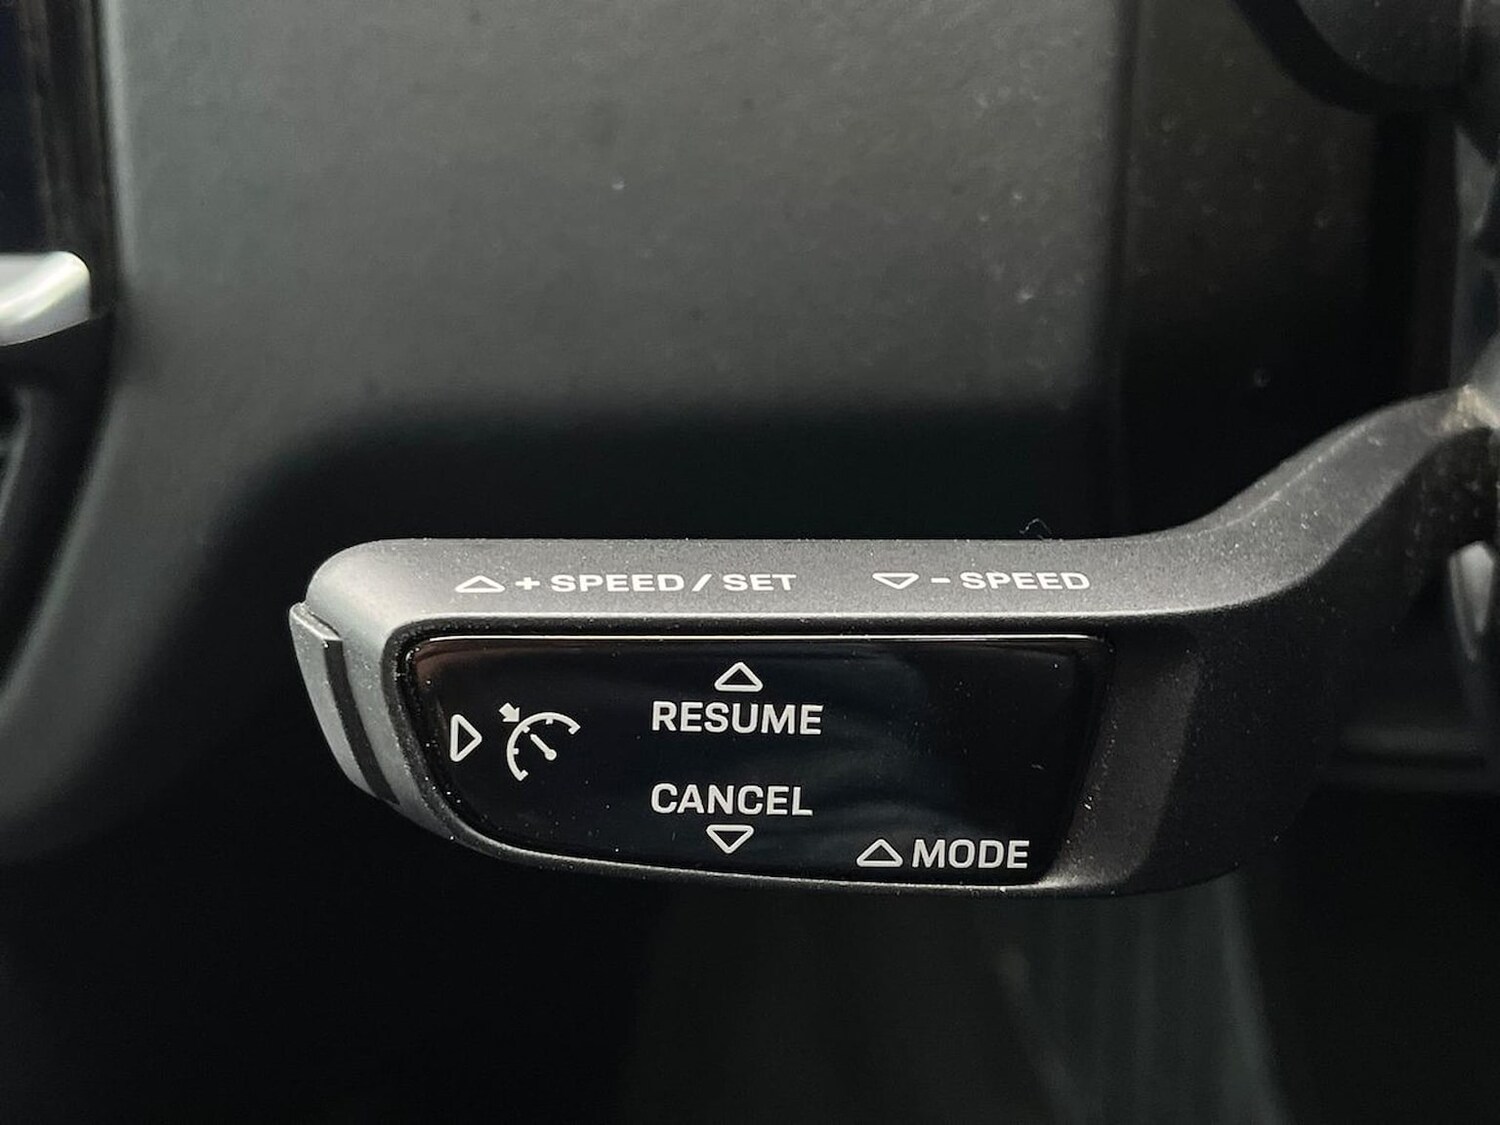 + SPEED / SET
- SPEED
RESUME
CANCEL
MODE